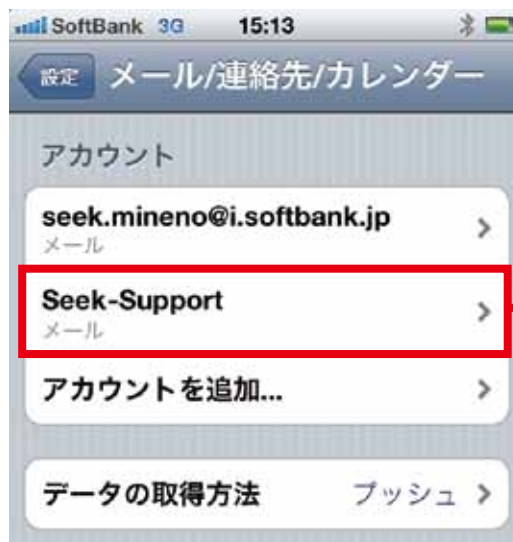 SoftBank 3G 15:13
設定 メール/連絡先/カレンダー
アカウント
seek.mineno@i.softbank.jp
メール
Seek-Support
メール
アカウントを追加...
データの取得方法 プッシュ